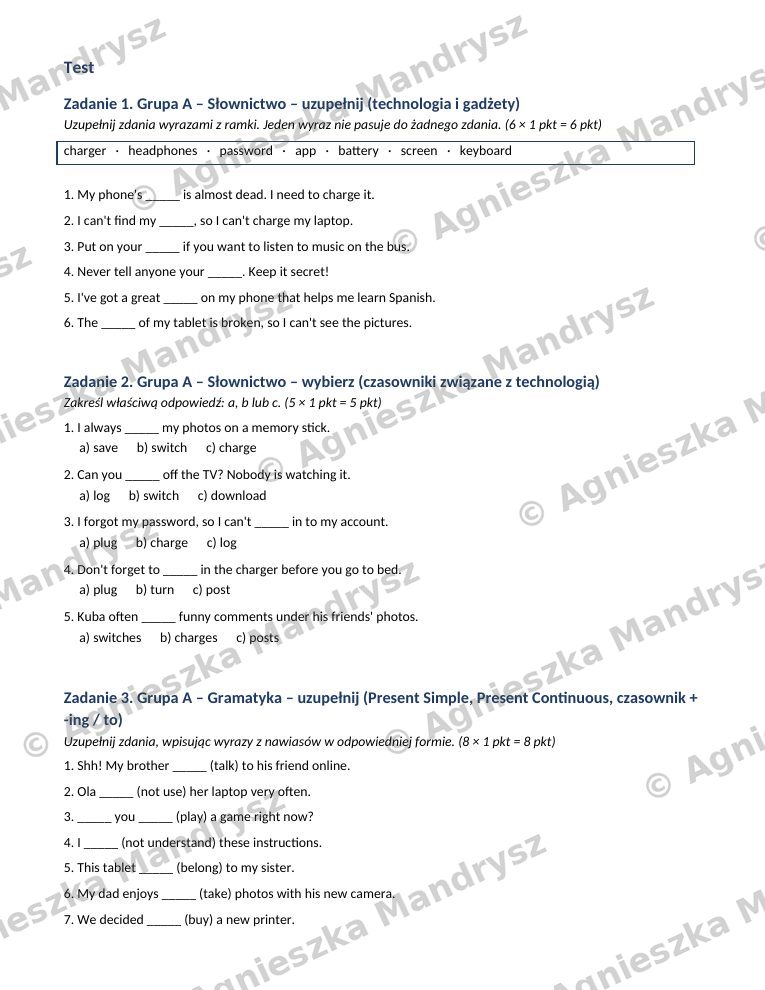 Test
Zadanie 1. Grupa A – Słownictwo – uzupełnij (technologia i gadżety)
Uzupełnij zdania wyrazami z ramki. Jeden wyraz nie pasuje do żadnego zdania. (6 × 1 pkt = 6 pkt)
charger · headphones · password · app · battery · screen · keyboard
1. My phone's _____ is almost dead. I need to charge it.
2. I can't find my _____, so I can't charge my laptop.
3. Put on your _____ if you want to listen to music on the bus.
4. Never tell anyone your _____. Keep it secret!
5. I've got a great _____ on my phone that helps me learn Spanish.
6. The _____ of my tablet is broken, so I can't see the pictures.
Zadanie 2. Grupa A – Słownictwo – wybierz (czasowniki związane z technologią)
Zakreśl właściwą odpowiedź: a, b lub c. (5 × 1 pkt = 5 pkt)
1. I always _____ my photos on a memory stick.
a) save b) switch c) charge
2. Can you _____ off the TV? Nobody is watching it.
a) log b) switch c) download
3. I forgot my password, so I can't _____ in to my account.
a) plug b) charge c) log
4. Don't forget to _____ in the charger before you go to bed.
a) plug b) turn c) post
5. Kuba often _____ funny comments under his friends' photos.
a) switches b) charges c) posts
Zadanie 3. Grupa A – Gramatyka – uzupełnij (Present Simple, Present Continuous, czasownik +
-ing / to)
Uzupełnij zdania, wpisując wyrazy z nawiasów w odpowiedniej formie. (8 × 1 pkt = 8 pkt)
1. Shh! My brother _____ (talk) to his friend online.
2. Ola _____ (not use) her laptop very often.
3. _____ you _____ (play) a game right now?
4. I _____ (not understand) these instructions.
5. This tablet _____ (belong) to my sister.
6. My dad enjoys _____ (take) photos with his new camera.
7. We decided _____ (buy) a new printer.
© Agnieszka Mandrysz